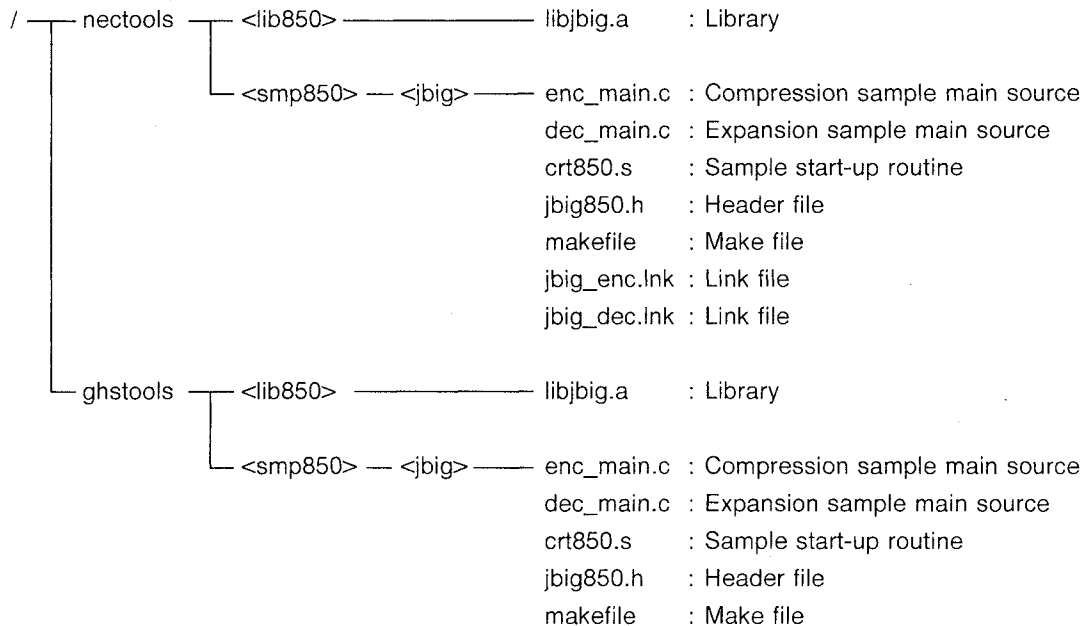 / nectools <lib850> libjbig.a : Library
<smp850> <jbig> enc_main.c : Compression sample main source
dec_main.c : Expansion sample main source
crt850.s : Sample start-up routine
jbig850.h : Header file
makefile : Make file
jbig_enc.lnk : Link file
jbig_dec.lnk : Link file
ghstools <lib850> libjbig.a : Library
<smp850> <jbig> enc_main.c : Compression sample main source
dec_main.c : Expansion sample main source
crt850.s : Sample start-up routine
jbig850.h : Header file
makefile : Make file